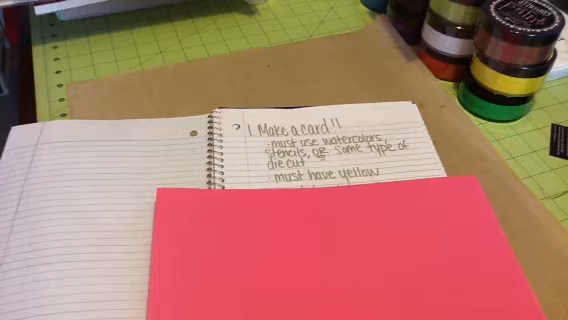 1. Make a card!!
· must use watercolors,
stencils, OR some type of
die cut
· must have yellow